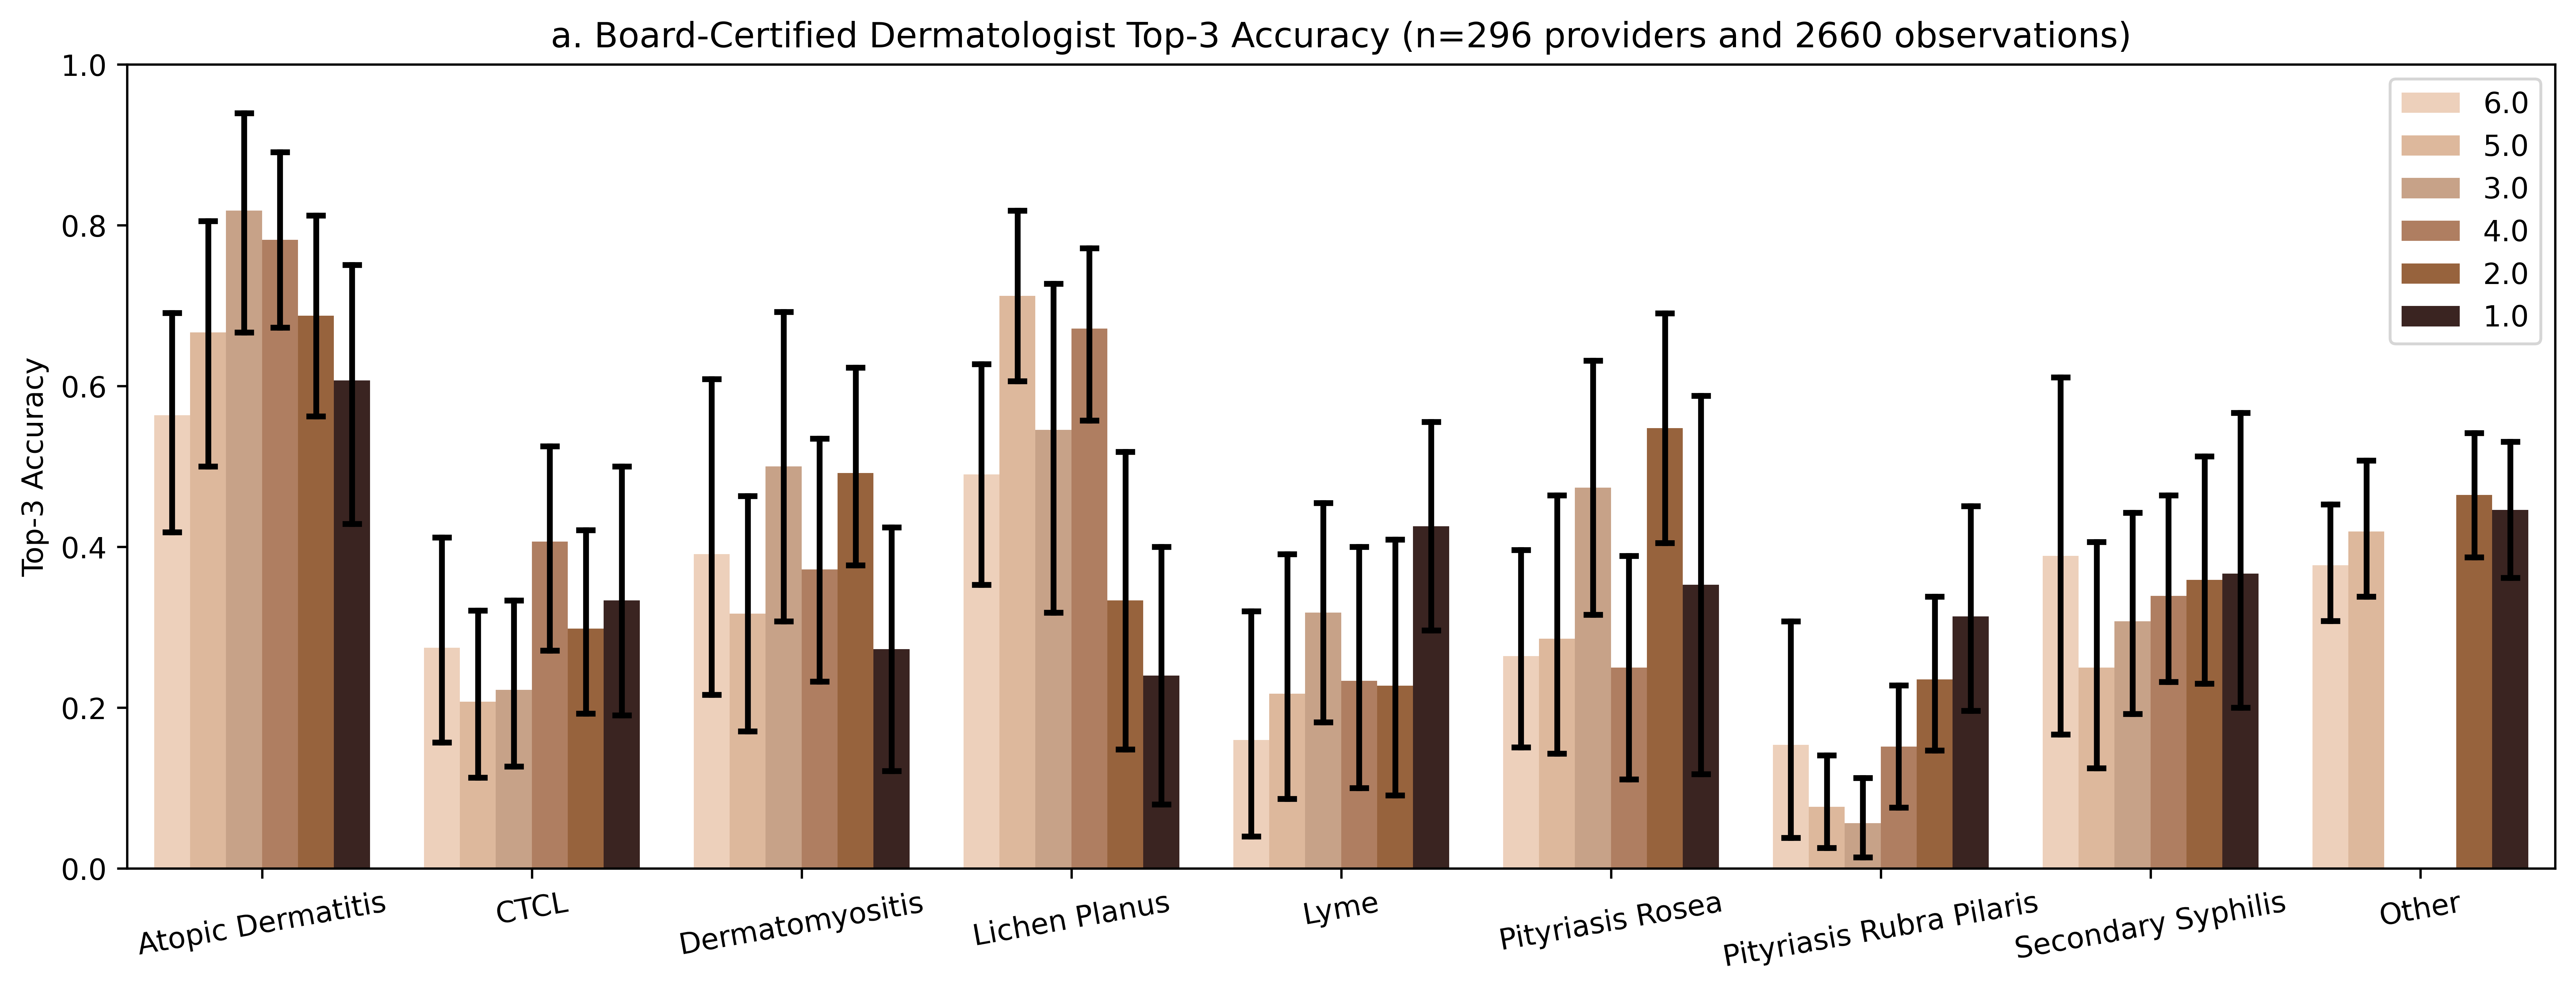 a. Board-Certified Dermatologist Top-3 Accuracy (n=296 providers and 2660 observations)
Top-3 Accuracy
1.0
0.8
0.6
0.4
0.2
0.0
6.0
5.0
3.0
4.0
2.0
1.0
Atopic Dermatitis
CTCL
Dermatomyositis
Lichen Planus
Lyme
Pityriasis Rosea
Pityriasis Rubra Pilaris
Secondary Syphilis
Other